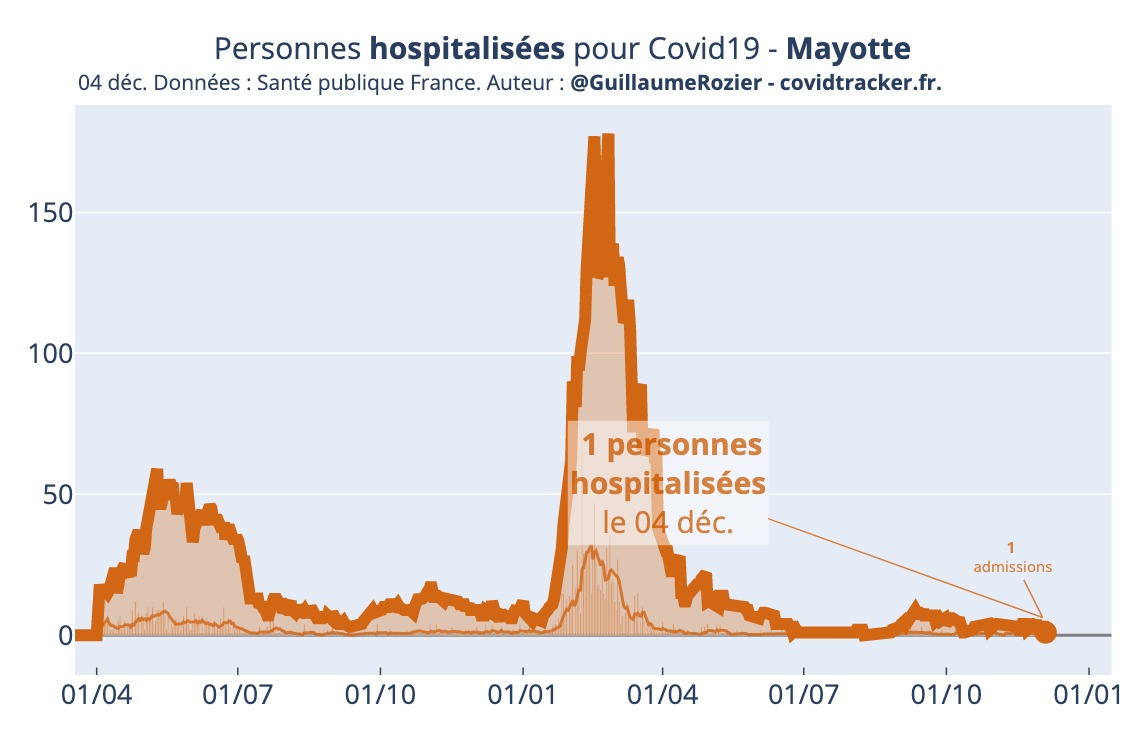 Personnes hospitalisées pour Covid19 - Mayotte
04 déc. Données : Santé publique France. Auteur : @GuillaumeRozier - covidtracker.fr.
150
100
50
0
1 personnes
hospitalisées
le 04 déc.
1
admissions
01/04 01/07 01/10 01/01 01/04 01/07 01/10 01/01